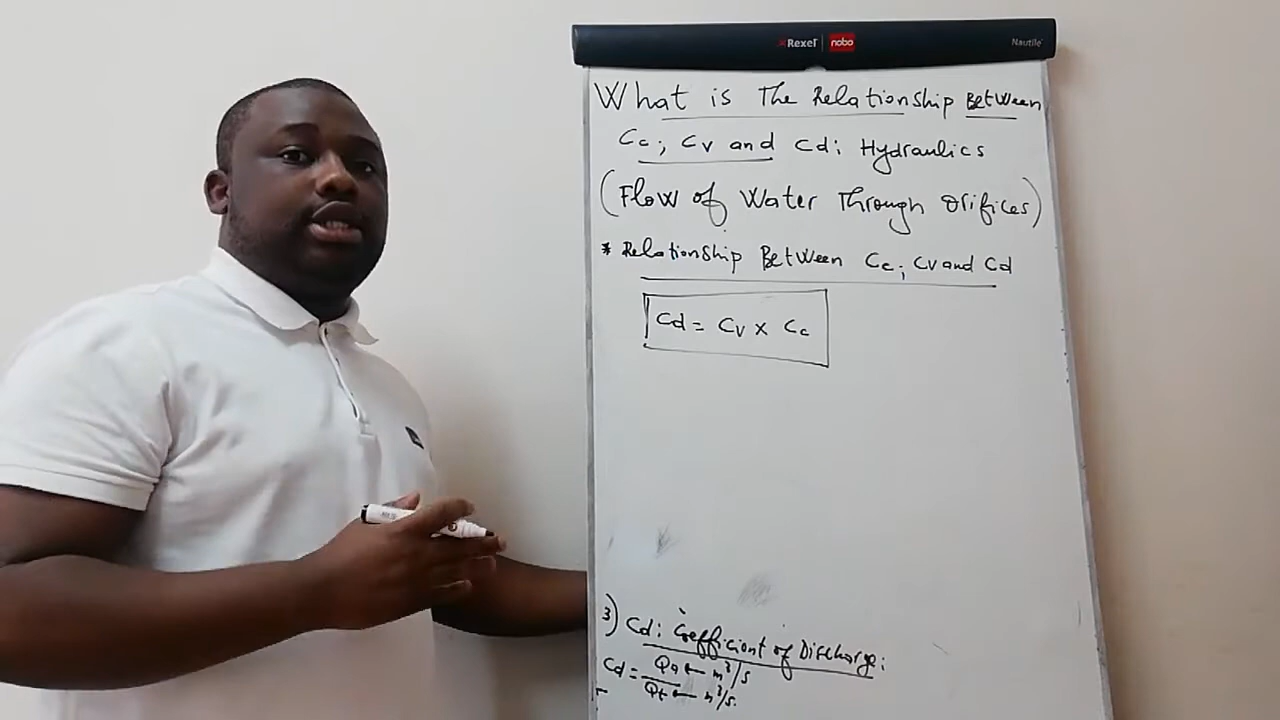 Rexel nobo Nautile
What is The Relationship Between
Cc; Cv and Cd: Hydraulics
(Flow of Water Through Orifices)
* Relationship Between Cc; Cv and Cd
Cd = Cv x Cc
3) Cd: Coefficient of Discharge:
Cd = Qa ← m³/s
Qt ← m³/s.